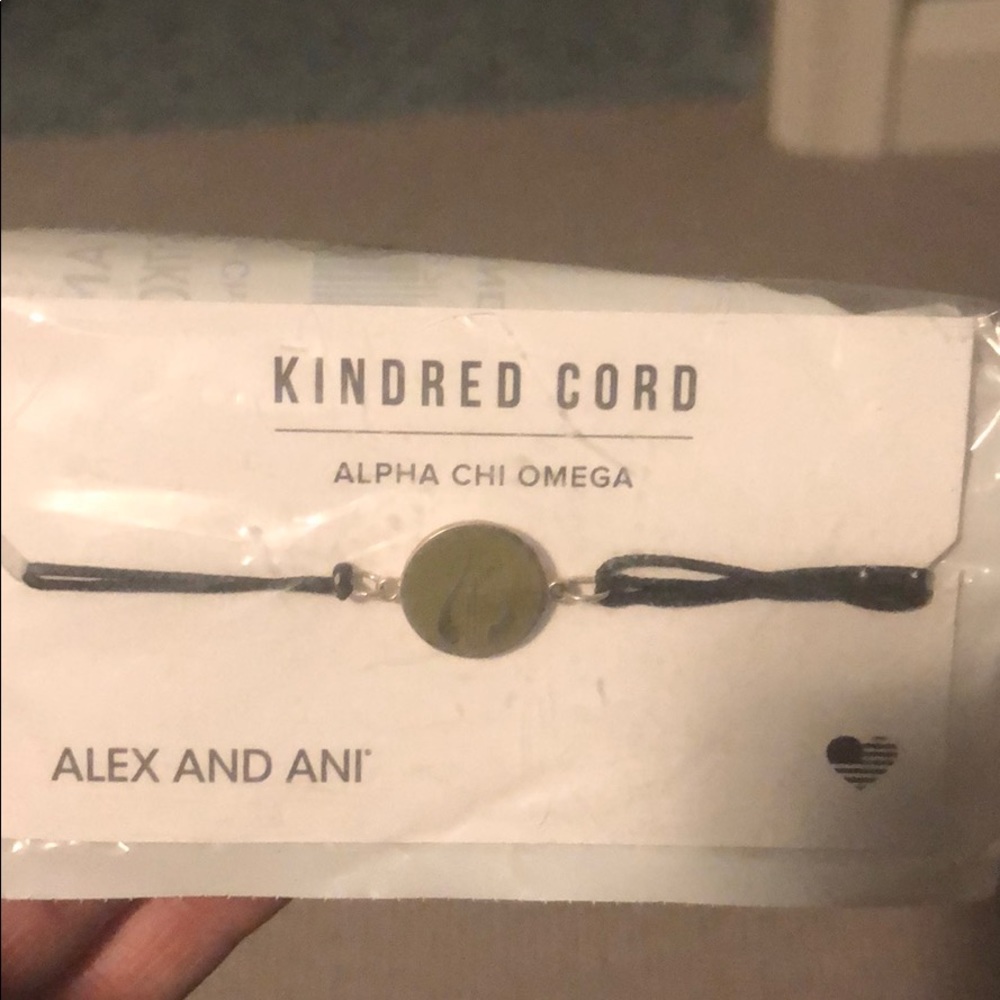 KINDRED CORD
ALPHA CHI OMEGA
ALEX AND ANI